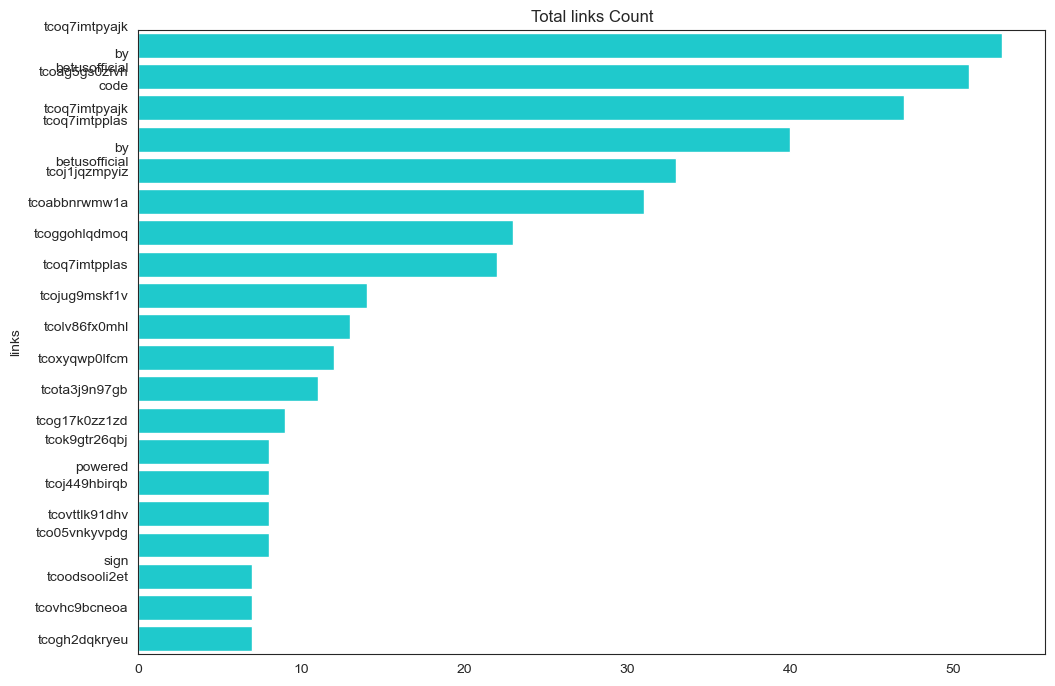 Total links Count
tcoq7imtpyajk
by
betusofficial
code
tcoq7imtpyajk
tcoq7imtpplas
by
betusofficial
tcoj1jqzmpyiz
tcoabbnrwmw1a
tcoggohlqdmoq
tcoq7imtpplas
tcojug9mskf1v
tcolv86fx0mhl
links
tcoxyqwp0lfcm
tcota3j9n97gb
tcog17k0zz1zd
tcok9gtr26qbj
powered
tcoj449hbirqb
tcovttlk91dhv
tco05vnkyvpdg
sign
tcoodsooli2et
tcovhc9bcneoa
tcogh2dqkryeu
0 10 20 30 40 50